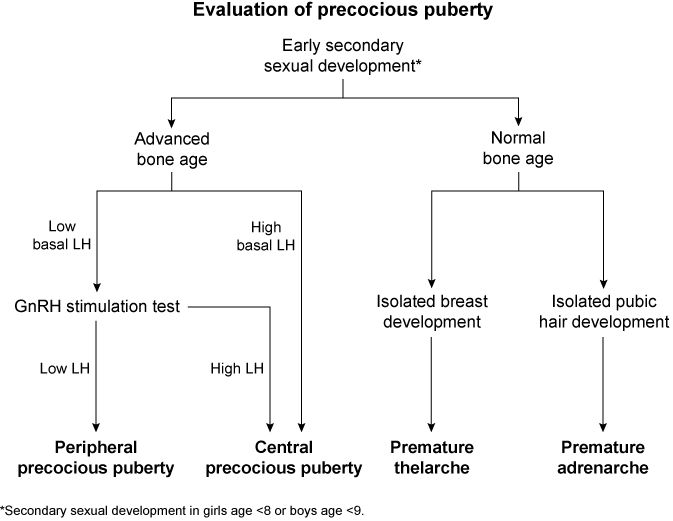 Evaluation of precocious puberty
Early secondary
sexual development*
Advanced
bone age
Normal
bone age
Low
basal LH
High
basal LH
GnRH stimulation test
Isolated breast
development
Isolated pubic
hair development
Low LH
High LH
Peripheral
precocious puberty
Central
precocious puberty
Premature
thelarche
Premature
adrenarche
*Secondary sexual development in girls age <8 or boys age <9.